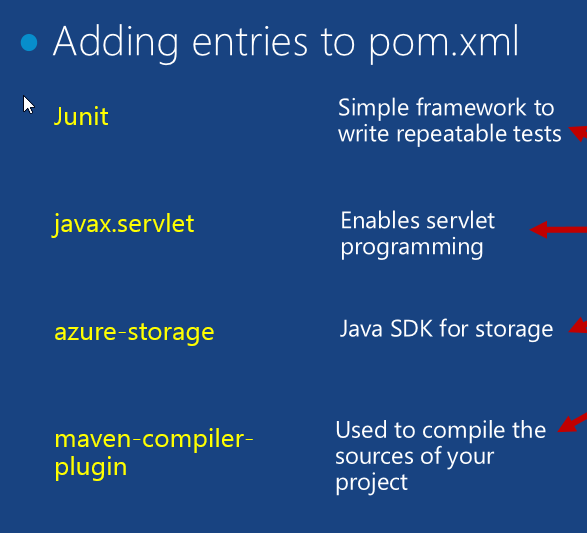 Adding entries to pom.xml
Junit
Simple framework to
write repeatable tests
javax.servlet
Enables servlet
programming
azure-storage
Java SDK for storage
maven-compiler-
plugin
Used to compile the
sources of your
project